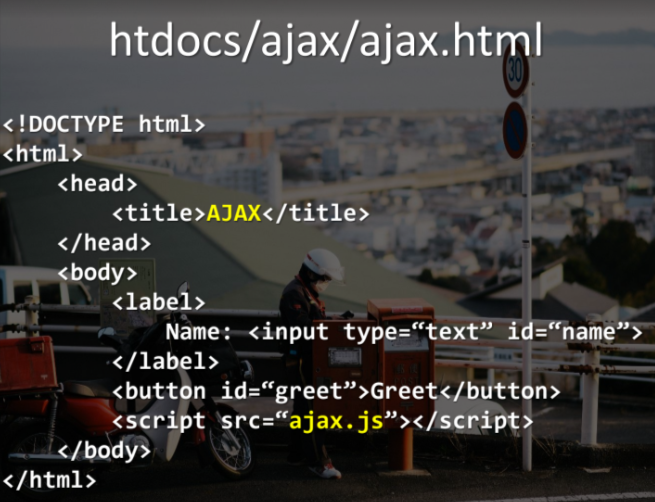 htdocs/ajax/ajax.html
30
<!DOCTYPE html>
<html>
    <head>
        <title>AJAX</title>
    </head>
    <body>
        <label>
            Name: <input type=“text” id=“name”>
        </label>
        <button id=“greet”>Greet</button>
        <script src=“ajax.js”></script>
    </body>
</html>